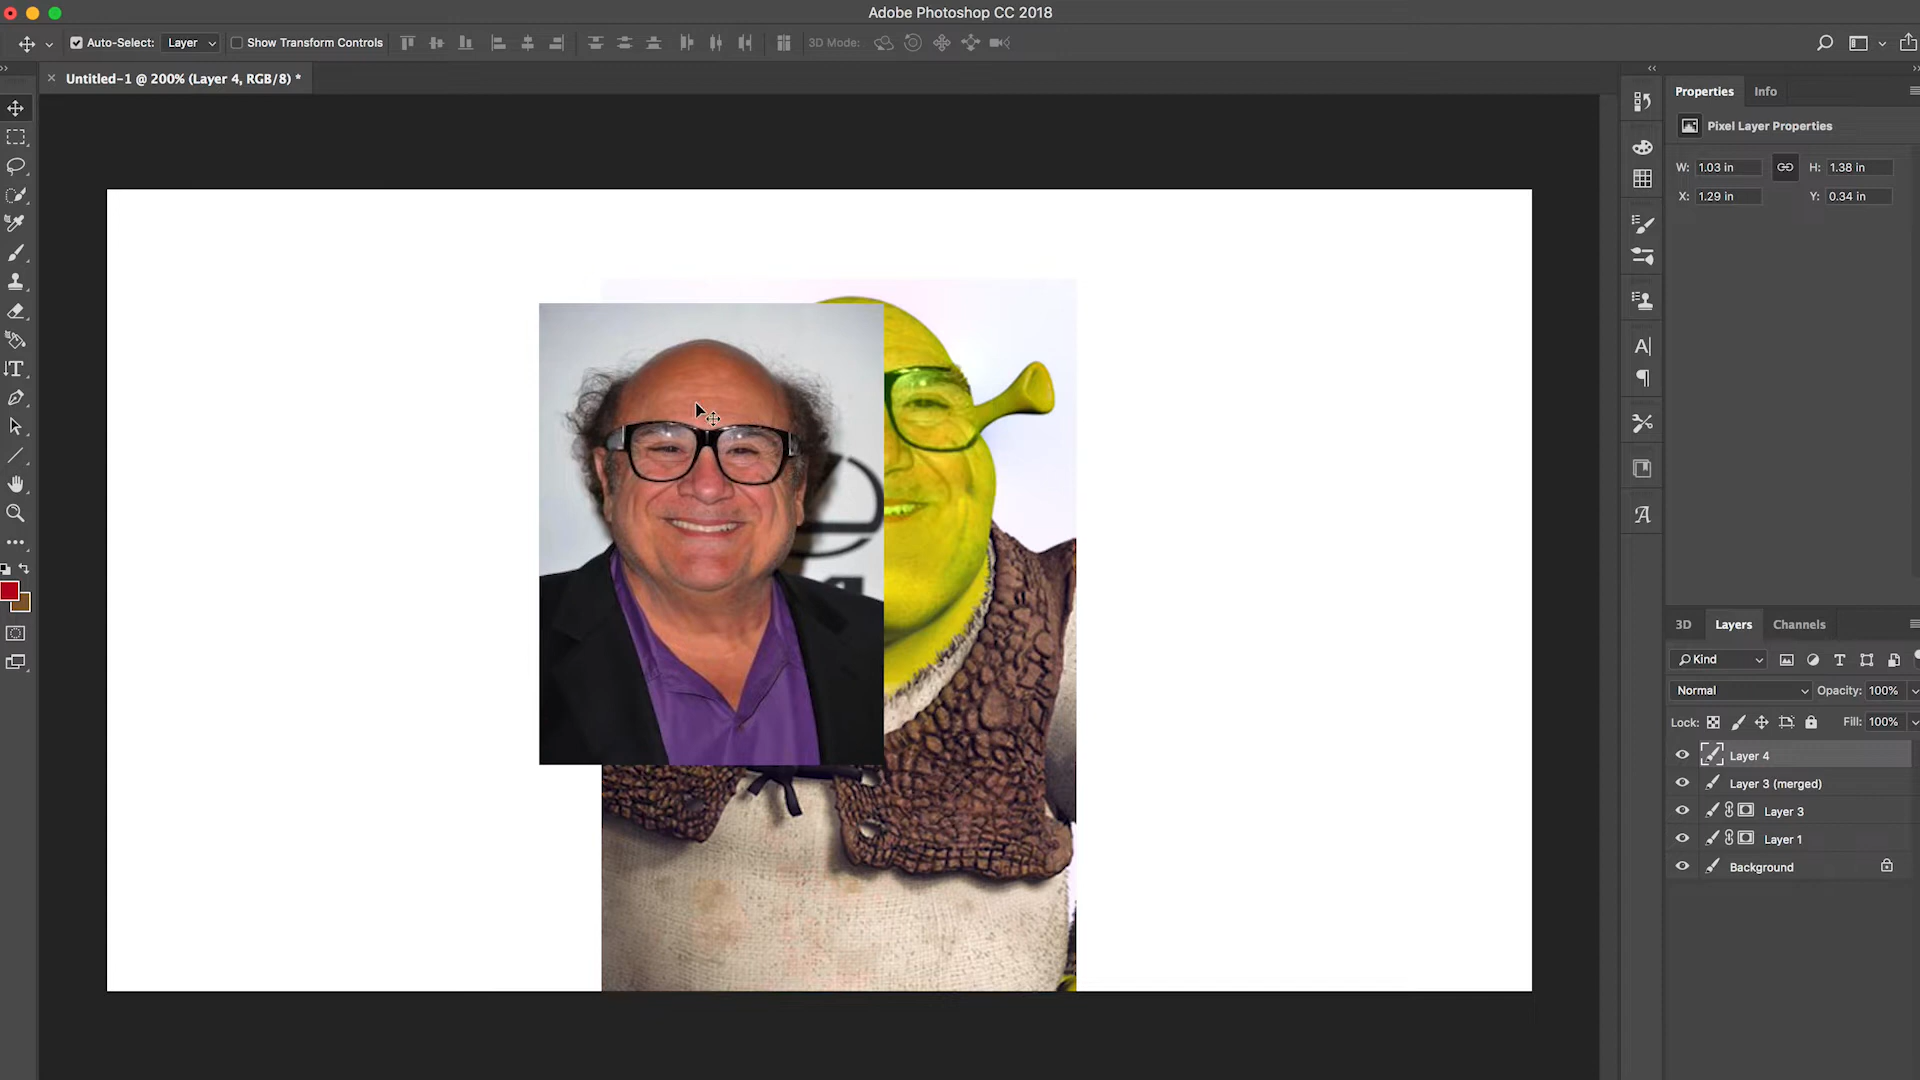 Adobe Photoshop CC 2018
Auto-Select: Layer Show Transform Controls 3D Mode:
Untitled-1 @ 200% (Layer 4, RGB/8) *
Properties Info
Pixel Layer Properties
W: 1.03 in H: 1.38 in
X: 1.29 in Y: 0.34 in
3D Layers Channels
Kind
Normal Opacity: 100%
Lock: Fill: 100%
Layer 4
Layer 3 (merged)
Layer 3
Layer 1
Background